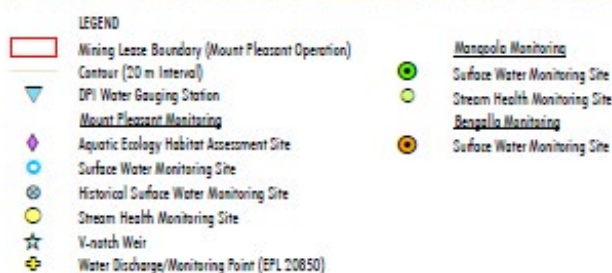 LEGEND
Mining Lease Boundary (Mount Pleasant Operation)
Contour (20 m Interval)
DPI Water Gauging Station
Mount Pleasant Monitoring
Aquatic Ecology Habitat Assessment Site
Surface Water Monitoring Site
Historical Surface Water Monitoring Site
Stream Health Monitoring Site
V-notch Weir
Water Discharge/Monitoring Point (EPL 20850)
Mangoola Monitoring
Surface Water Monitoring Site
Stream Health Monitoring Site
Bengalla Monitoring
Surface Water Monitoring Site